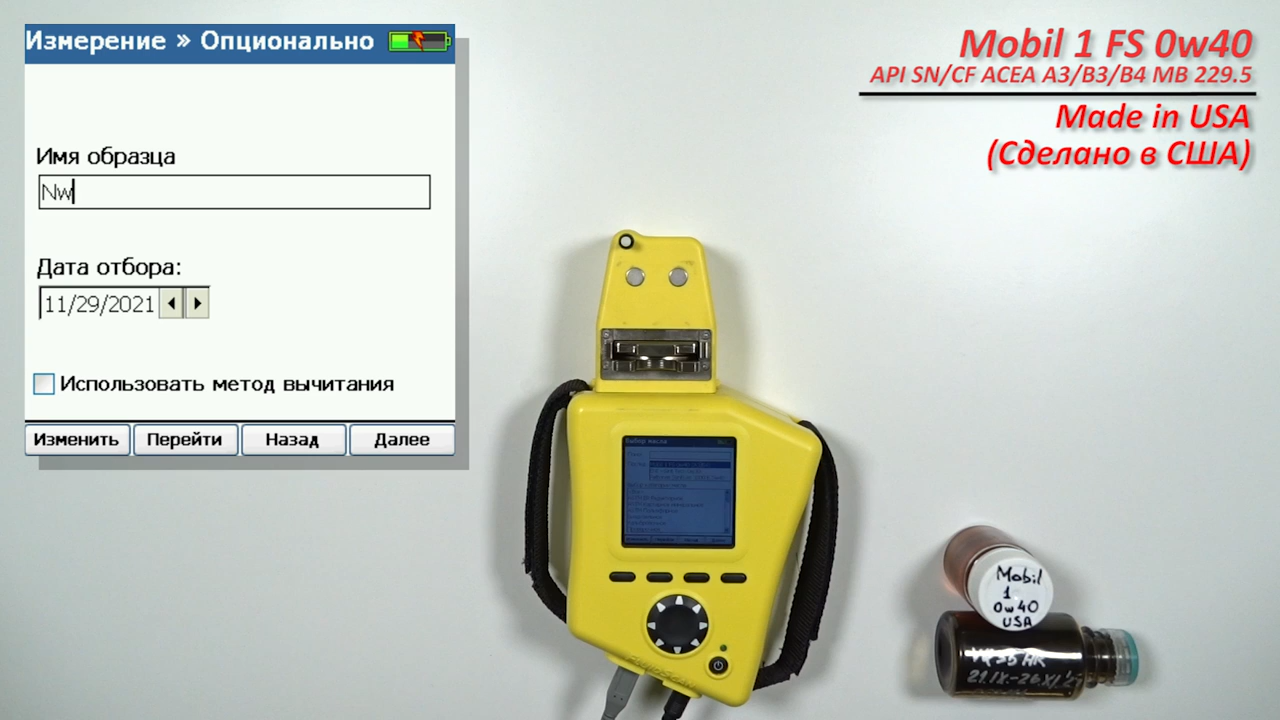 Измерение » Опционально
Имя образца
Nw
Дата отбора:
11/29/2021
Использовать метод вычитания
Изменить
Перейти
Назад
Далее
Mobil 1 FS 0w40
API SN/CF ACEA A3/B3/B4 MB 229.5
Made in USA
(Сделано в США)
Выбор масла
Mobil
1
0w40
USA